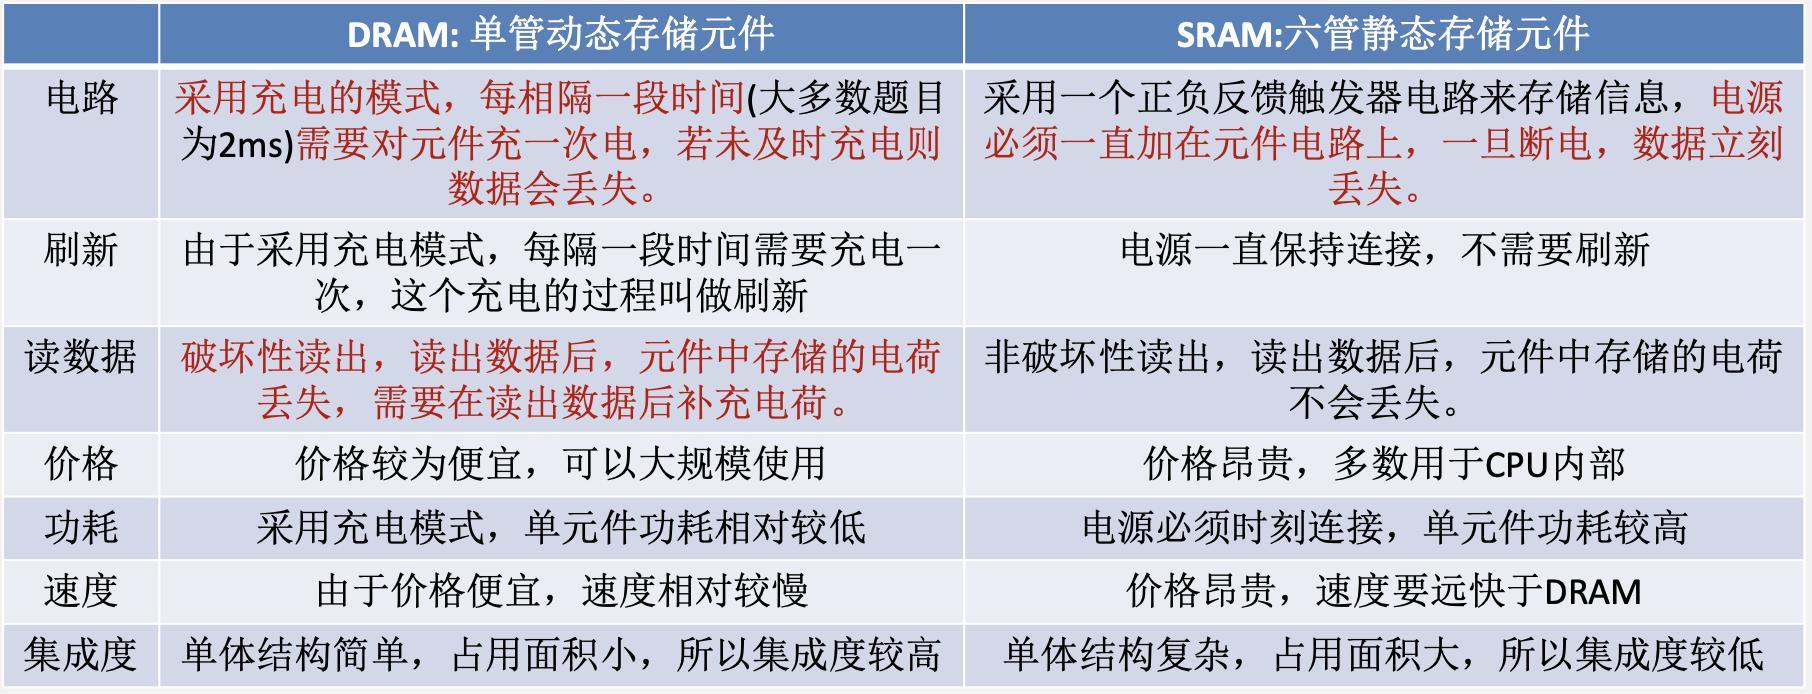 DRAM: 单管动态存储元件
SRAM:六管静态存储元件
电路
采用充电的模式，每相隔一段时间(大多数题目
为2ms)需要对元件充一次电，若未及时充电则
数据会丢失。
采用一个正负反馈触发器电路来存储信息，电源
必须一直加在元件电路上，一旦断电，数据立刻
丢失。
刷新
由于采用充电模式，每隔一段时间需要充电一
次，这个充电的过程叫做刷新
电源一直保持连接，不需要刷新
读数据
破坏性读出，读出数据后，元件中存储的电荷
丢失，需要在读出数据后补充电荷。
非破坏性读出，读出数据后，元件中存储的电荷
不会丢失。
价格
价格较为便宜，可以大规模使用
价格昂贵，多数用于CPU内部
功耗
采用充电模式，单元件功耗相对较低
电源必须时刻连接，单元件功耗较高
速度
由于价格便宜，速度相对较慢
价格昂贵，速度要远快于DRAM
集成度
单体结构简单，占用面积小，所以集成度较高
单体结构复杂，占用面积大，所以集成度较低